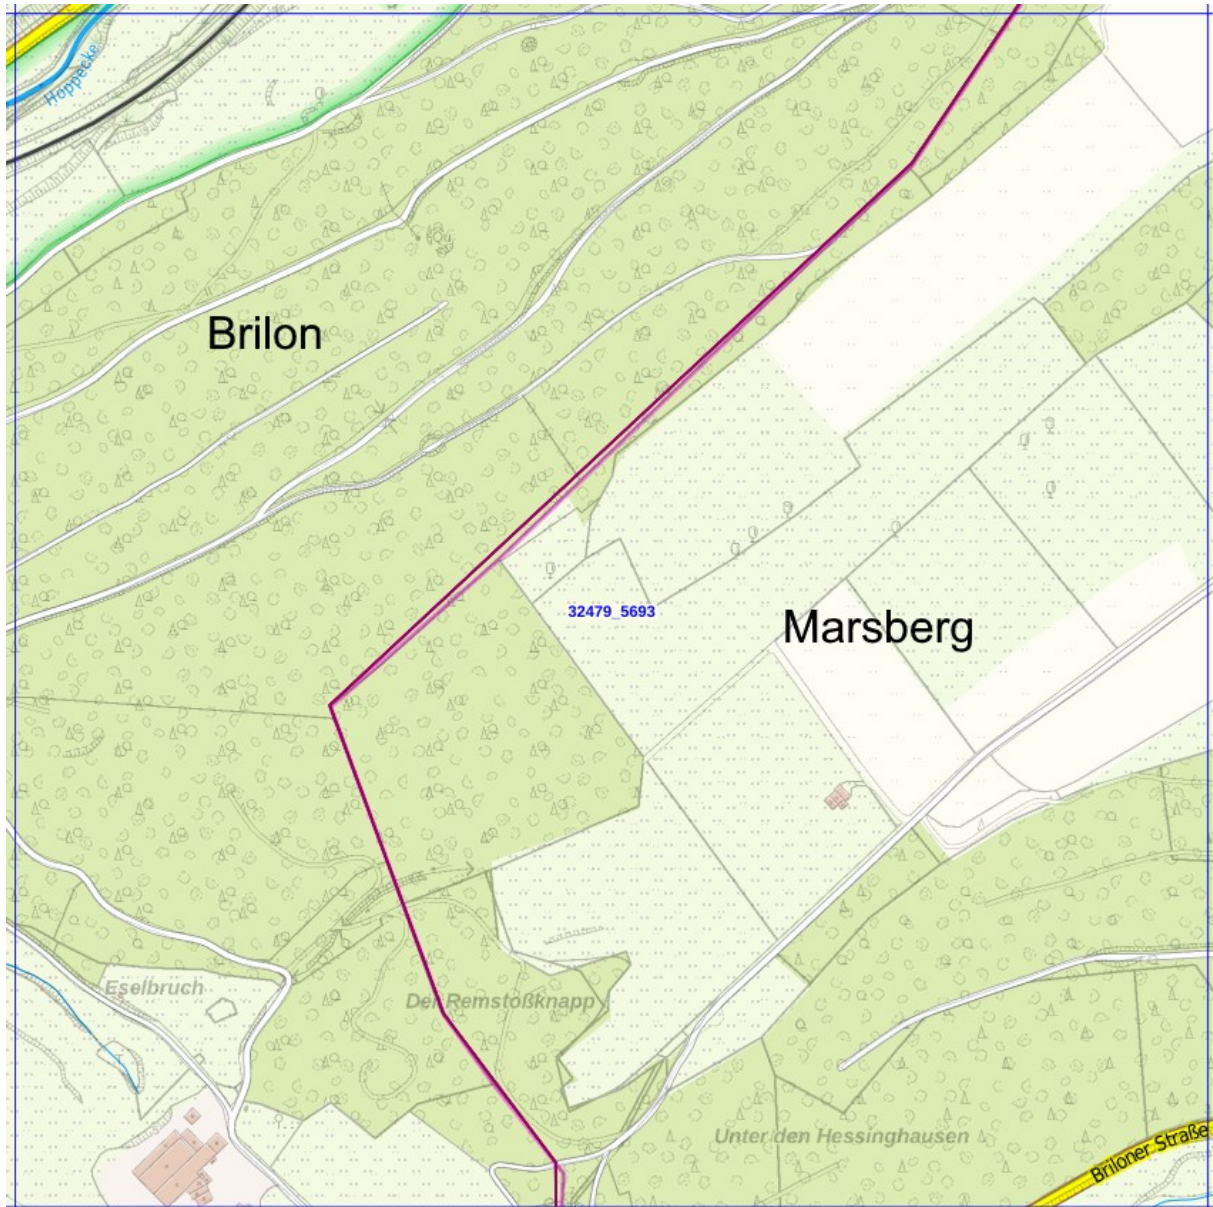 Hoppecke
Brilon
32479_5693
Marsberg
Eselbruch
Der Remstoßknapp
Unter den Hessinghausen
Briloner Straße